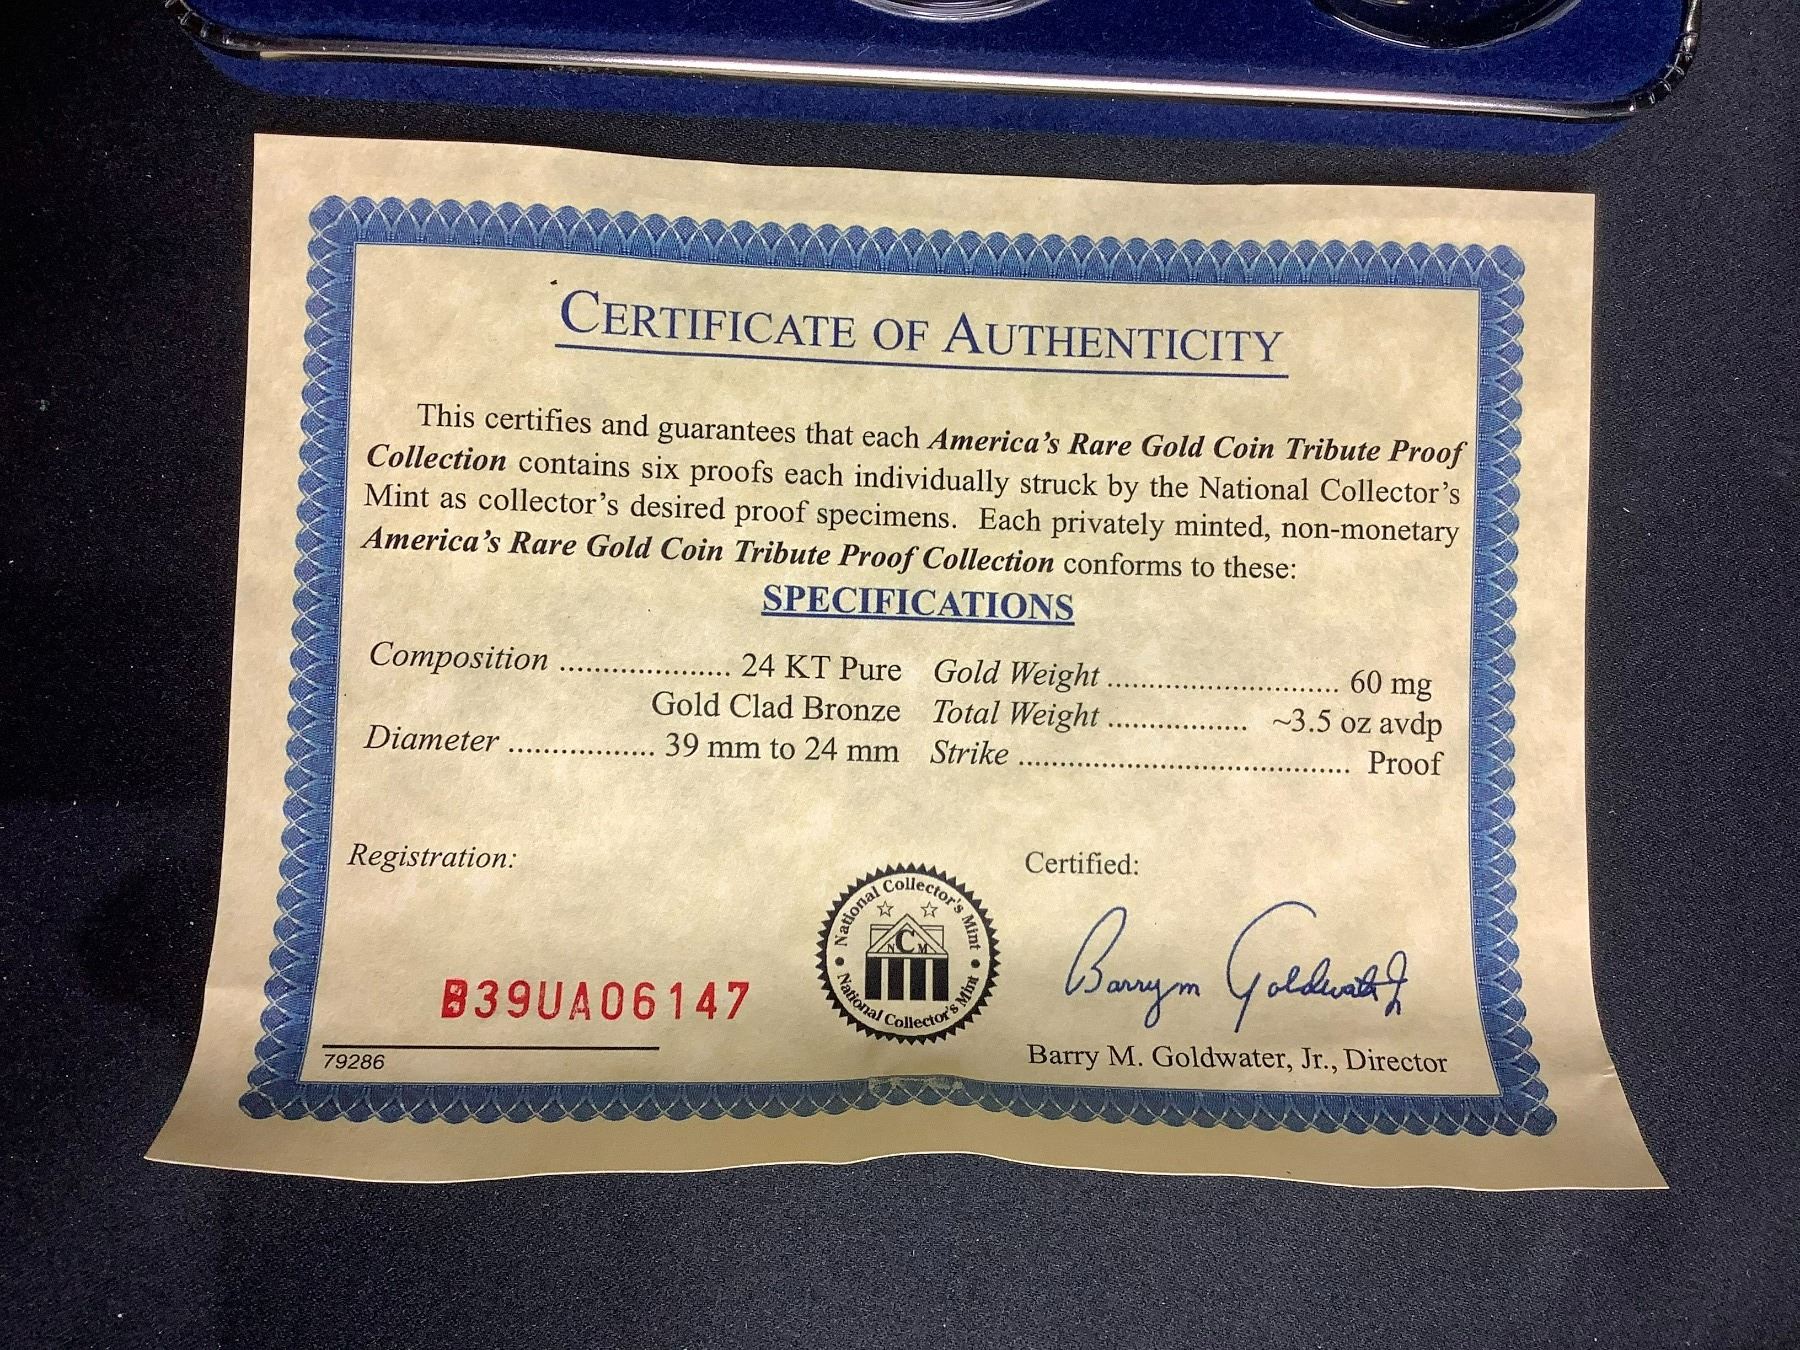 CERTIFICATE OF AUTHENTICITY
This certifies and guarantees that each America's Rare Gold Coin Tribute Proof
Collection contains six proofs each individually struck by the National Collector's
Mint as collector's desired proof specimens. Each privately minted, non-monetary
America's Rare Gold Coin Tribute Proof Collection conforms to these:
SPECIFICATIONS
Composition .................... 24 KT Pure
Gold Clad Bronze
Diameter ................. 39 mm to 24 mm
Gold Weight ........................... 60 mg
Total Weight ................ ~3.5 oz avdp
Strike ....................................... Proof
Registration:
B39UA06147
79286
National Collector's Mint
NCM
National Collector's Mint
Certified:
Barry M Goldwater Jr
Barry M. Goldwater, Jr., Director